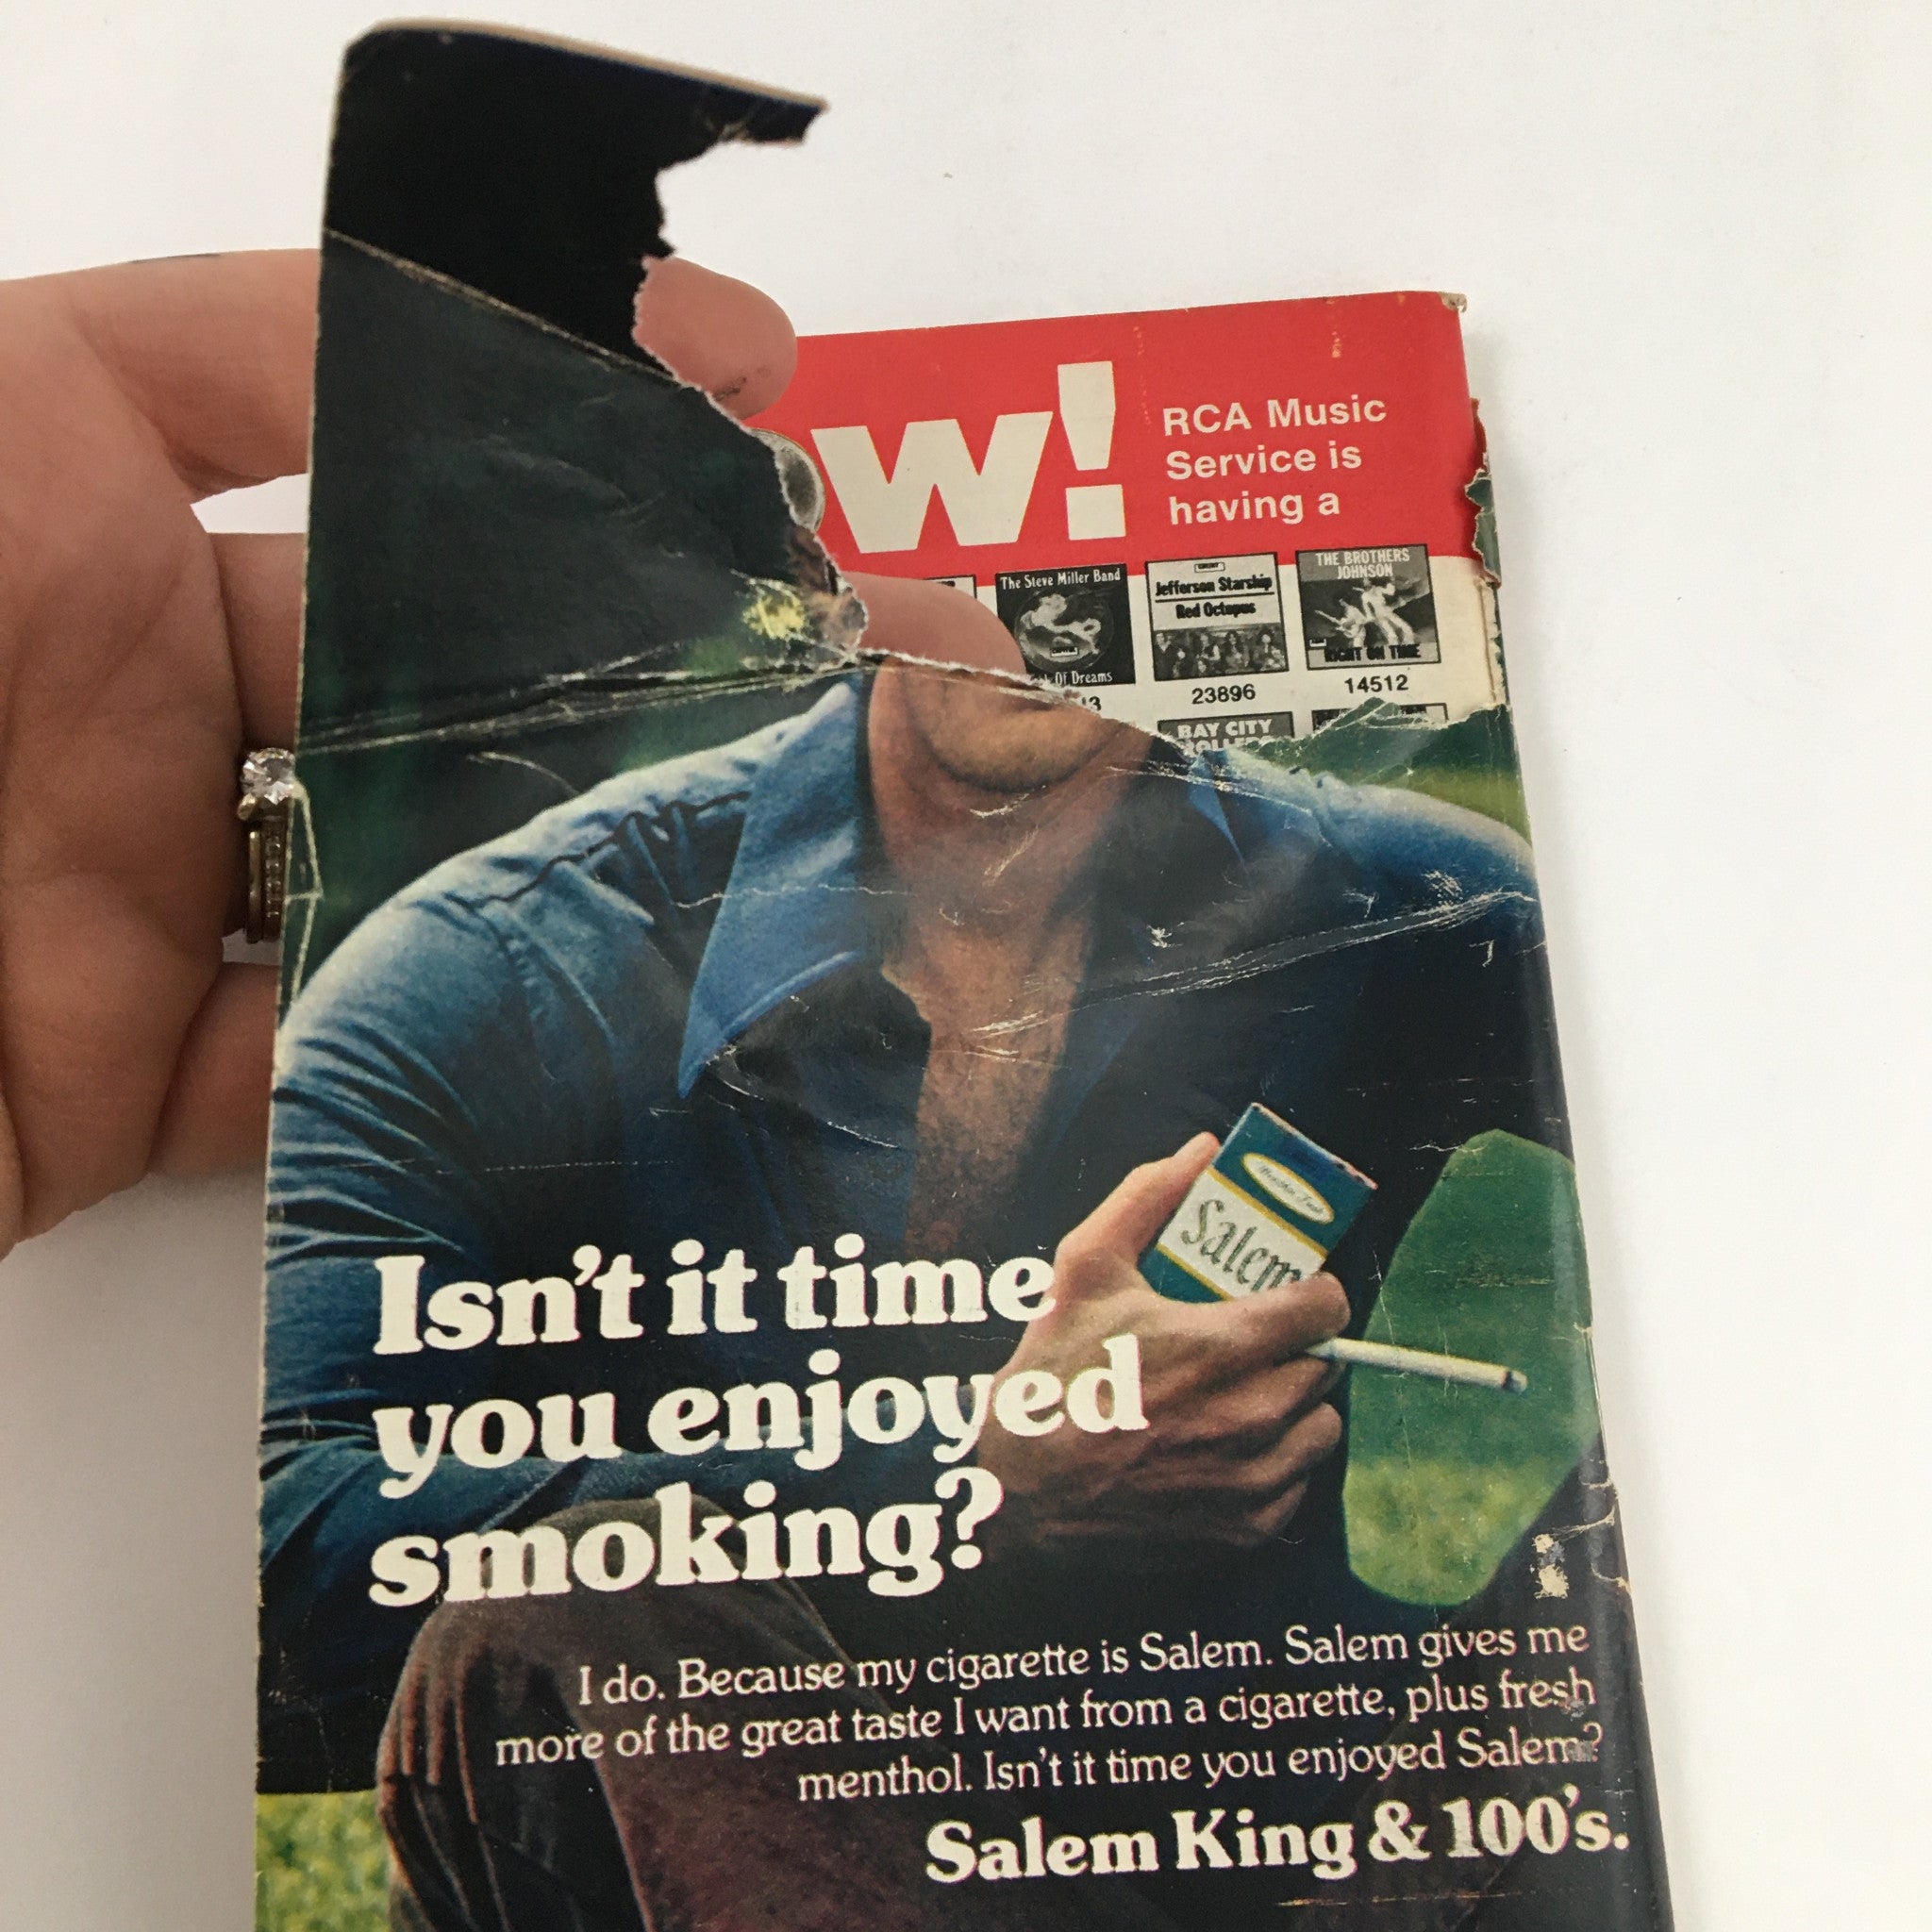 w!
RCA Music
Service is
having a
The Steve Miller Band
Of Dreams
13
Jefferson Starship
Red Octopus
23896
THE BROTHERS
JOHNSON
RIGHT ON TIME
14512
BAY CITY
ROLLERS
Salem
Isn't it time
you enjoyed
smoking?
I do. Because my cigarette is Salem. Salem gives me
more of the great taste I want from a cigarette, plus fresh
menthol. Isn't it time you enjoyed Salem?
Salem King & 100's.